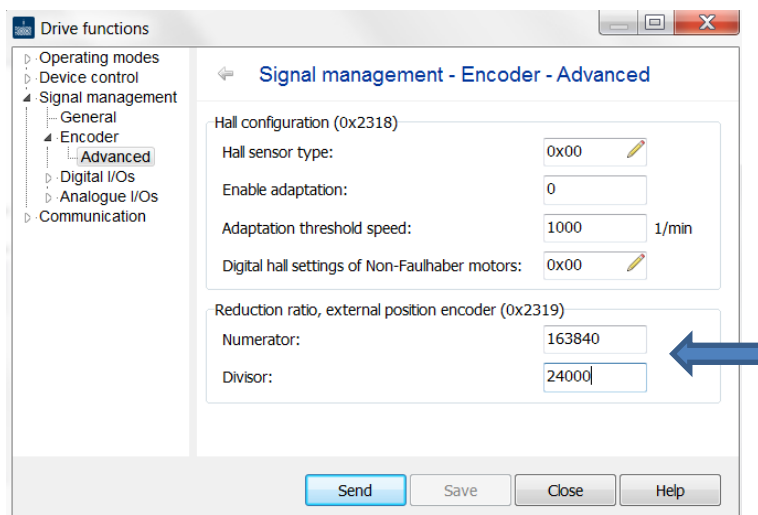 Drive functions
Operating modes
Device control
Signal management
General
Encoder
Advanced
Digital I/Os
Analogue I/Os
Communication
Signal management - Encoder - Advanced
Hall configuration (0x2318)
Hall sensor type: 0x00
Enable adaptation: 0
Adaptation threshold speed: 1000 1/min
Digital hall settings of Non-Faulhaber motors: 0x00
Reduction ratio, external position encoder (0x2319)
Numerator: 163840
Divisor: 24000
Send Save Close Help